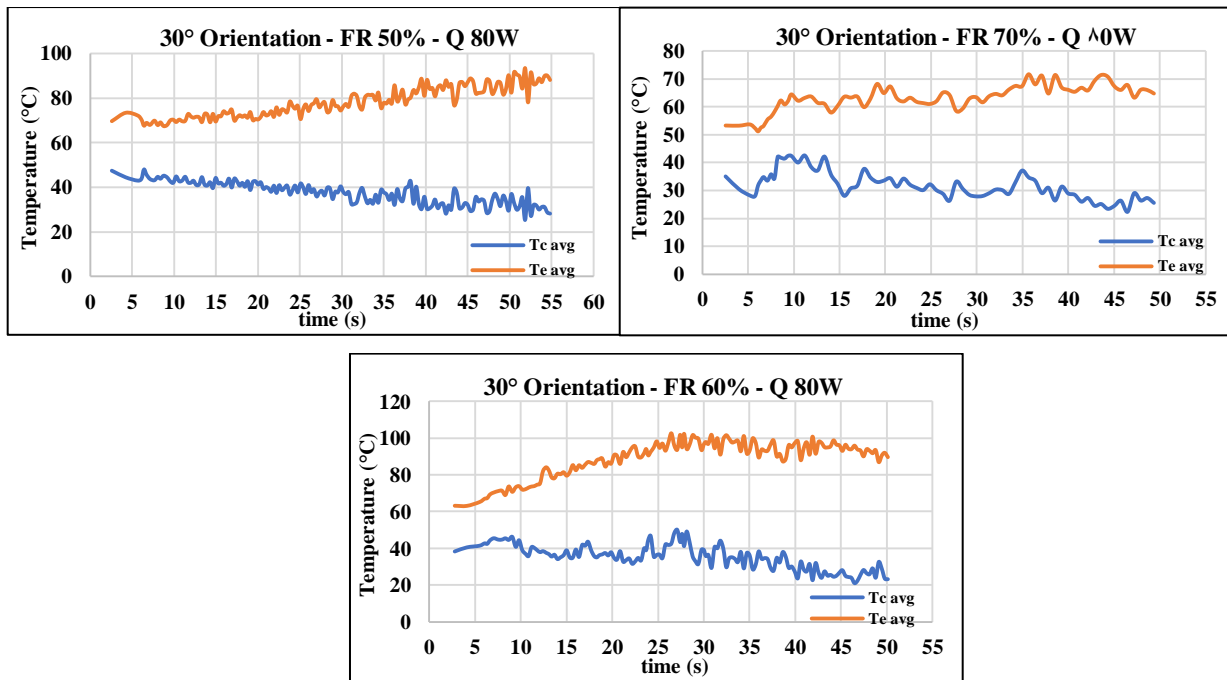 30° Orientation - FR 50% - Q 80W
100
80
60
40
20
0
Temperature (°C)
Tc avg
Te avg
0 5 10 15 20 25 30 35 40 45 50 55 60
time (s)
30° Orientation - FR 70% - Q ^0W
80
70
60
50
40
30
20
10
0
Temperature (°C)
Tc avg
Te avg
0 5 10 15 20 25 30 35 40 45 50 55
time (s)
30° Orientation - FR 60% - Q 80W
120
100
80
60
40
20
0
Temperature (°C)
Tc avg
Te avg
0 5 10 15 20 25 30 35 40 45 50 55
time (s)